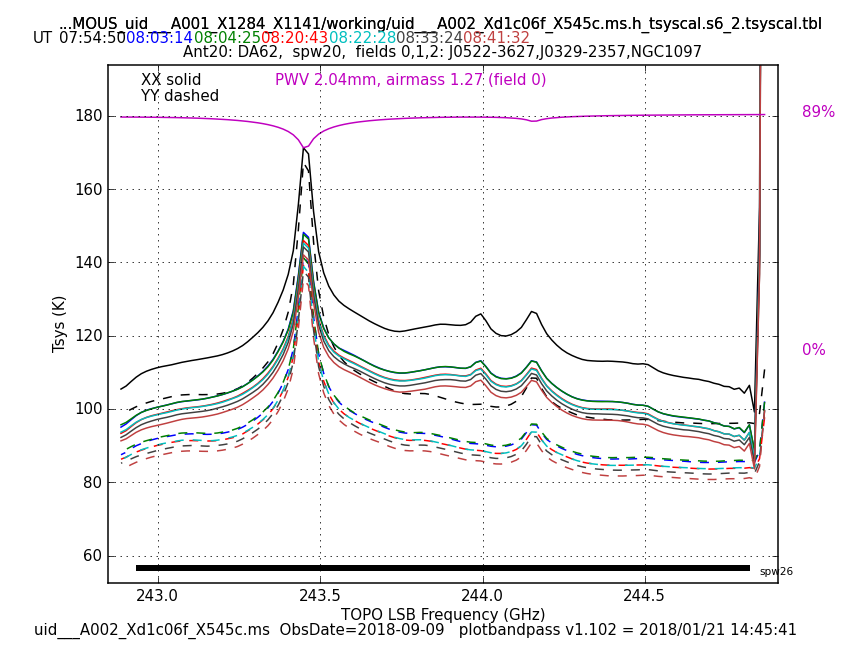 ...MOUS_uid___A001_X1284_X1141/working/uid___A002_Xd1c06f_X545c.ms.h_tsyscal.s6_2.tsyscal.tbl
UT 07:54:50 08:03:14 08:04:25 08:20:43 08:22:28 08:33:24 08:41:32
Ant20: DA62, spw20, fields 0,1,2: J0522-3627,J0329-2357,NGC1097
XX solid
YY dashed
PWV 2.04mm, airmass 1.27 (field 0)
89%
0%
180
160
140
120
100
80
60
Tsys (K)
spw26
243.0 243.5 244.0 244.5
TOPO LSB Frequency (GHz)
uid___A002_Xd1c06f_X545c.ms ObsDate=2018-09-09 plotbandpass v1.102 = 2018/01/21 14:45:41